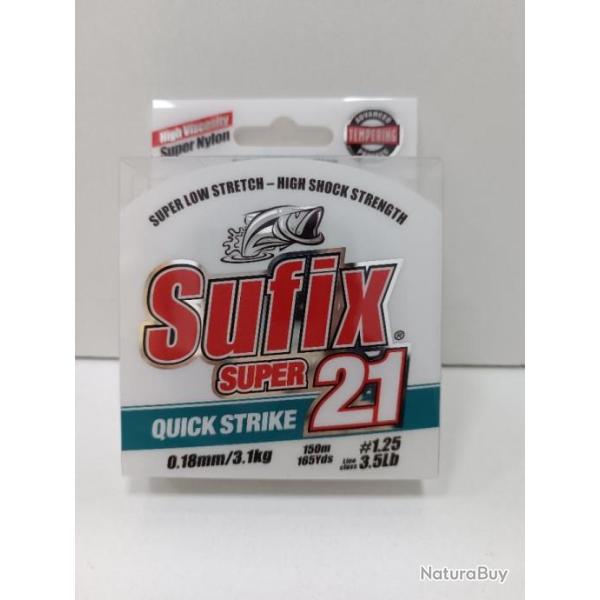 High Viscosity
Super Nylon
ADVANCED
TEMPERING
SUPER LOW STRETCH – HIGH SHOCK STRENGTH
Sufix®
SUPER 21
QUICK STRIKE
0.18mm/3.1kg
150m
165Yds
#1.25
Line class 3.5Lb
NaturaBuy